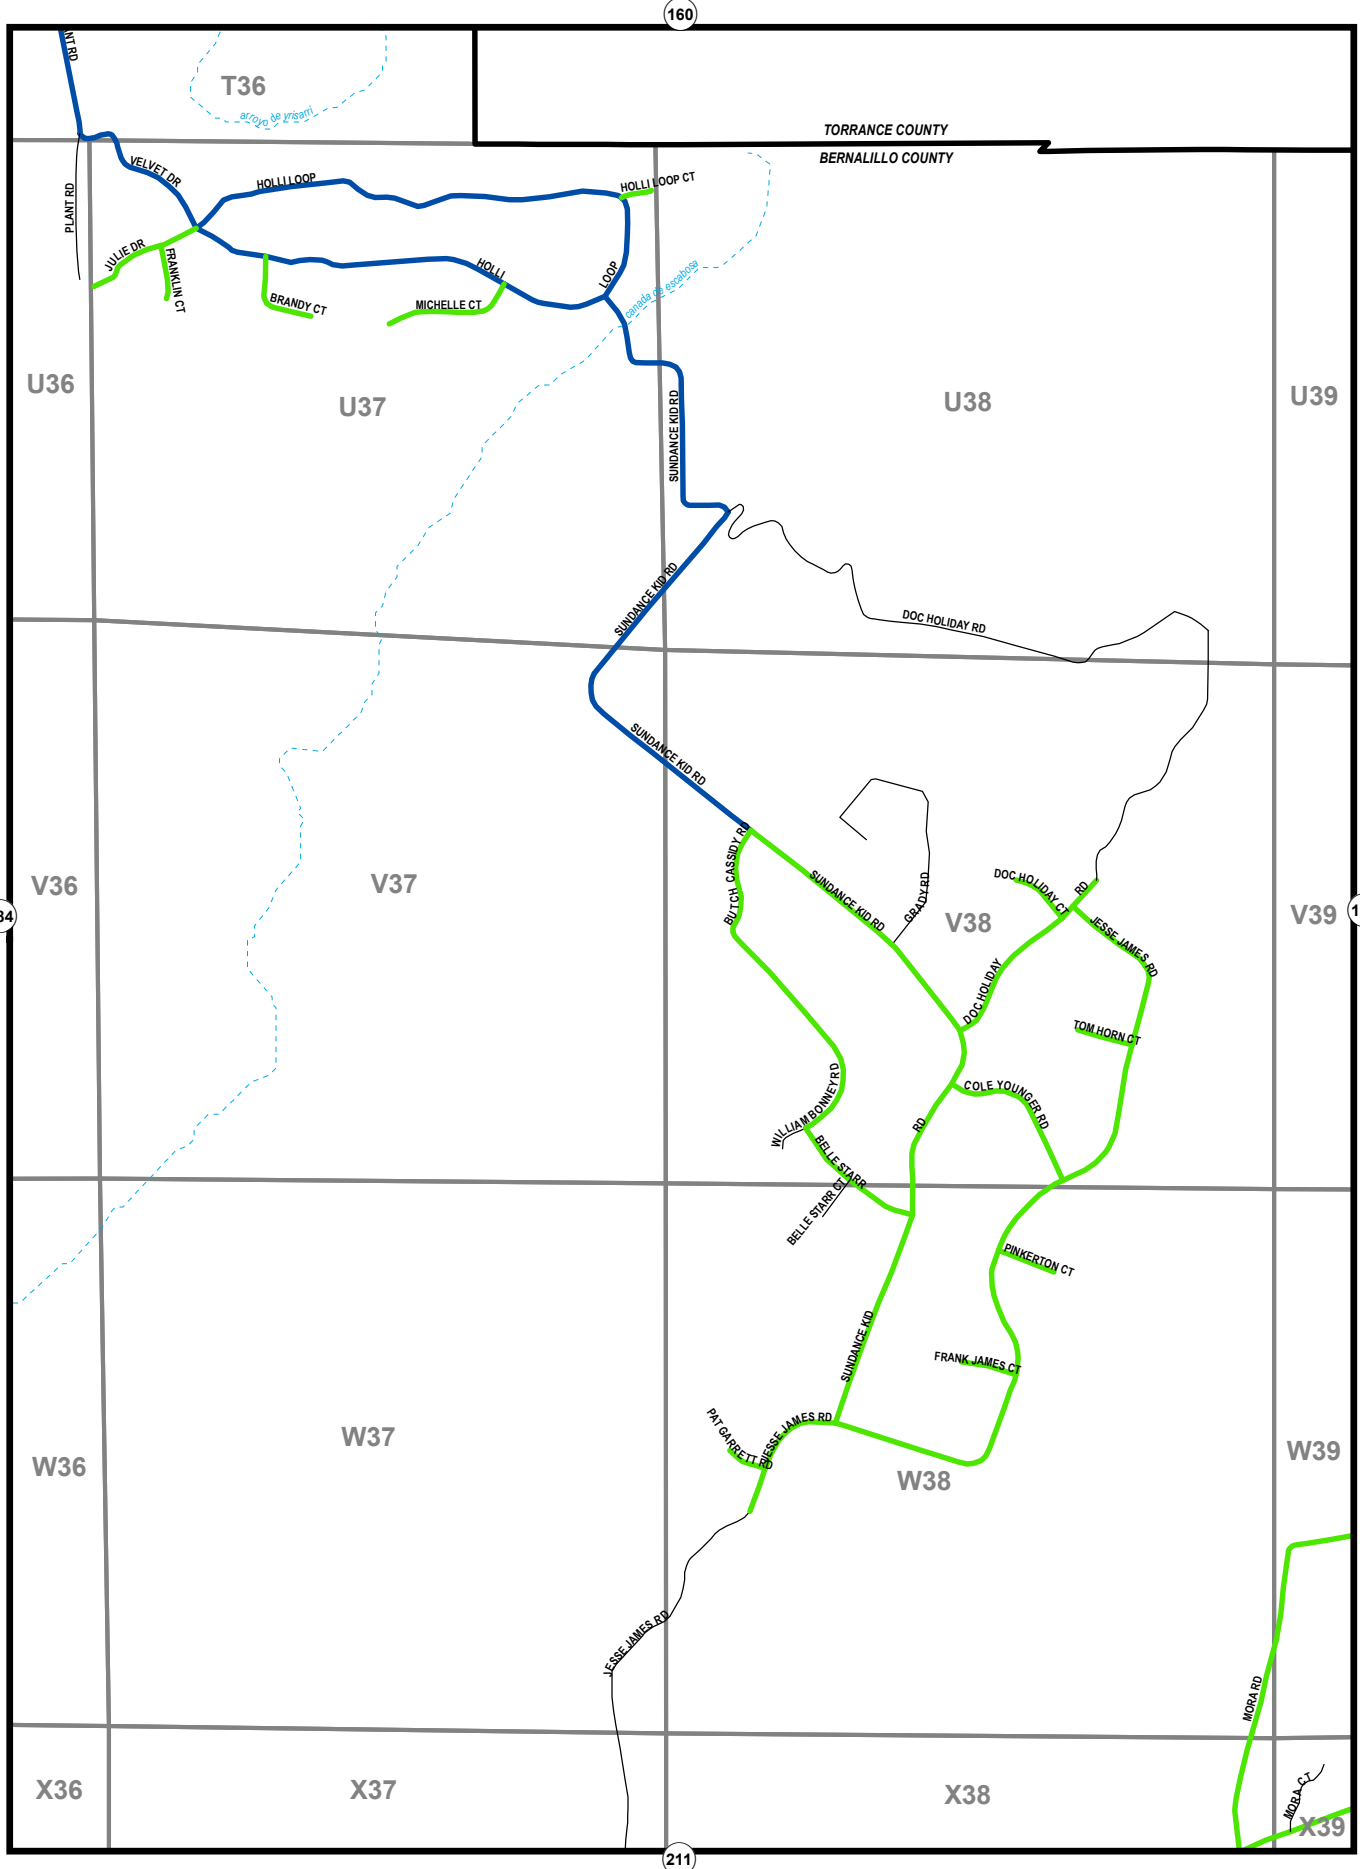 160
NT RD
T36
arroyo de yrisarri
TORRANCE COUNTY
BERNALILLO COUNTY
VELVET DR
HOLLI LOOP
HOLLI LOOP CT
PLANT RD
JULIE DR
FRANKLIN CT
BRANDY CT
MICHELLE CT
HOLLI
LOOP
canada de escabosa
U36
U37
U38
U39
SUNDANCE KID RD
SUNDANCE KID RD
DOC HOLIDAY RD
SUNDANCE KID RD
BUTCH CASSIDY RD
SUNDANCE KID RD
GRADY RD
DOC HOLIDAY CT
RD
JESSE JAMES RD
V36
V37
V38
V39
34
1
DOC HOLIDAY
TOM HORN CT
COLE YOUNGER RD
RD
WILLIAM BONNEY RD
BELLE STARR
BELLE STARR CT
PINKERTON CT
SUNDANCE KID
FRANK JAMES CT
PAT GARRETT RD
JESSE JAMES RD
W36
W37
W38
W39
JESSE JAMES RD
MORA RD
MORA CT
X36
X37
X38
X39
211